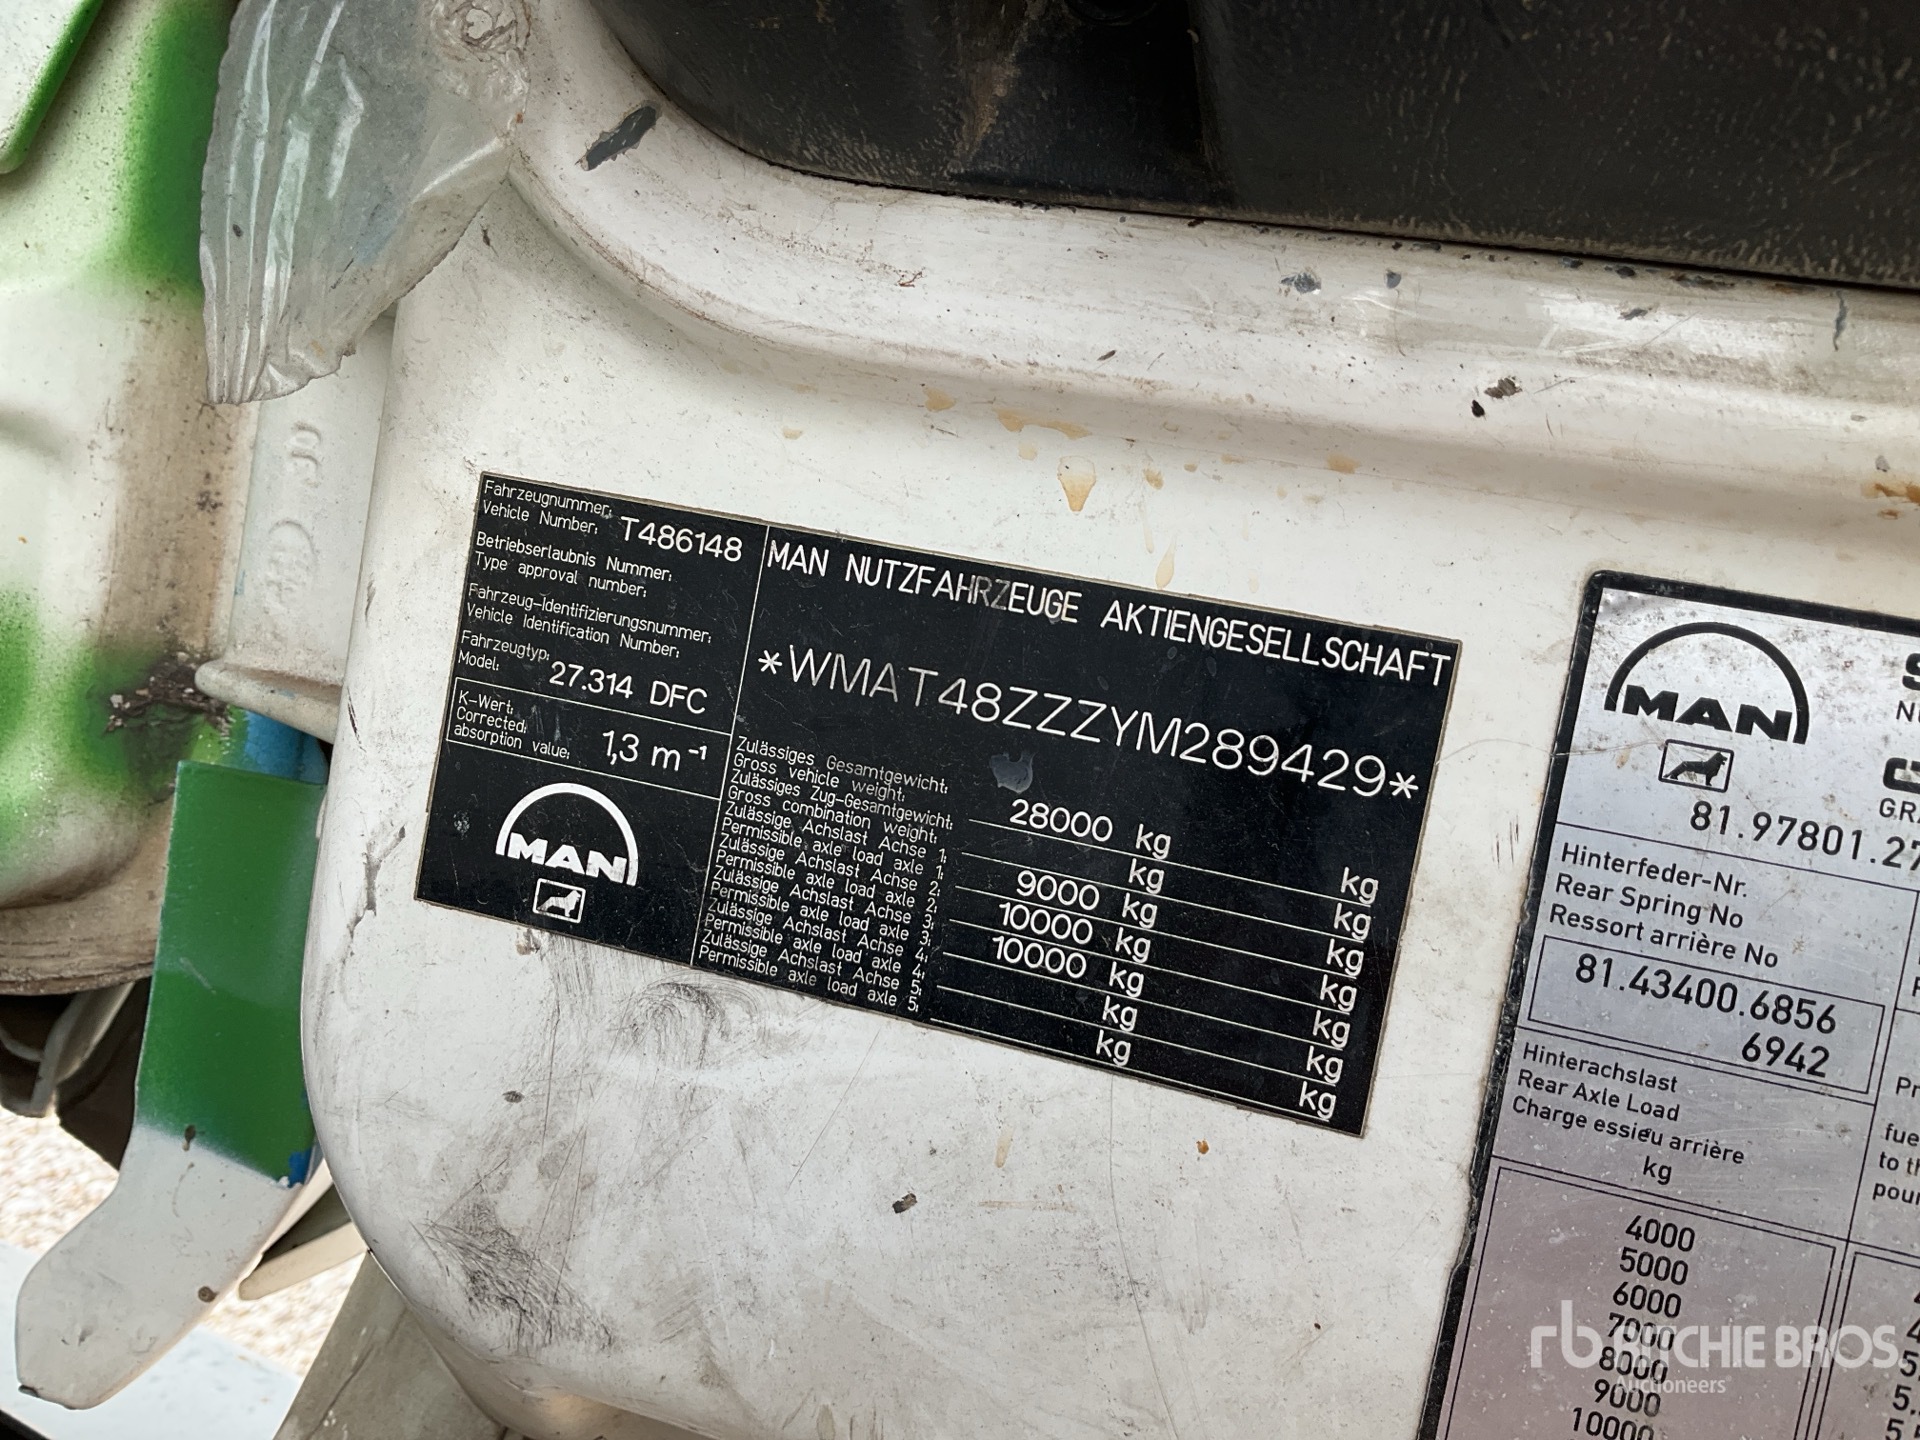 Fahrzeugnummer:
Vehicle Number: T486148
Betriebserlaubnis Nummer:
Type approval number:
Fahrzeug-Identifizierungsnummer:
Vehicle Identification Number:
Fahrzeugtyp:
Model: 27.314 DFC
K-Wert:
Corrected:
absorption value: 1,3 m⁻¹
MAN
MAN NUTZFAHRZEUGE AKTIENGESELLSCHAFT
*WMAT48ZZZYM289429*
Zulässiges Gesamtgewicht:
Gross vehicle weight: 28000 kg kg
Zulässiges Zug-Gesamtgewicht:
Gross combination weight: kg kg
Zulässige Achslast Achse 1:
Permissible axle load axle 1: 9000 kg kg
Zulässige Achslast Achse 2:
Permissible axle load axle 2: 10000 kg kg
Zulässige Achslast Achse 3:
Permissible axle load axle 3: 10000 kg kg
Zulässige Achslast Achse 4:
Permissible axle load axle 4: kg kg
Zulässige Achslast Achse 5:
Permissible axle load axle 5: kg kg
MAN
81.97801.27
Hinterfeder-Nr.
Rear Spring No
Ressort arrière No
81.43400.6856
6942
Hinterachslast
Rear Axle Load
Charge essieu arrière
kg
4000
5000
6000
7000
8000
9000
10000
rb RITCHIE BROS
Auctioneers